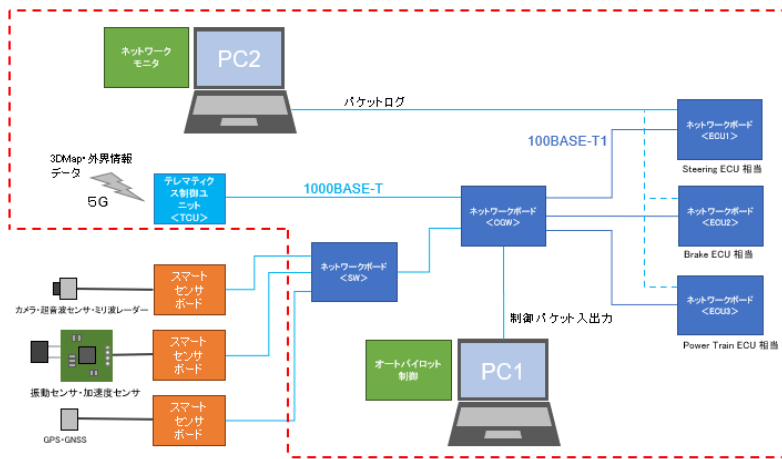 ネットワーク
モニタ
PC2
パケットログ
ネットワークボード
<ECU1>
100BASE-T1
Steering ECU 相当
3DMap・外界情報
データ
5G
テレマティク
ス制御ユ
ニット
<TCU>
1000BASE-T
ネットワークボード
<CGW>
ネットワークボード
<ECU2>
Brake ECU 相当
スマート
センサ
ボード
ネットワークボード
<SW>
カメラ・超音波センサ・ミリ波レーダー
ネットワークボード
<ECU3>
Power Train ECU 相当
制御パケット入出力
スマート
センサ
ボード
振動センサ・加速度センサ
オートパイロット
制御
PC1
スマート
センサ
ボード
GPS・GNSS